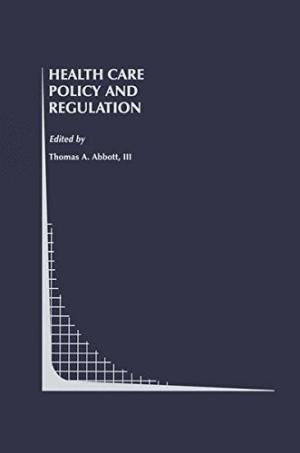 HEALTH CARE
POLICY AND
REGULATION
Edited by
Thomas A. Abbott, III